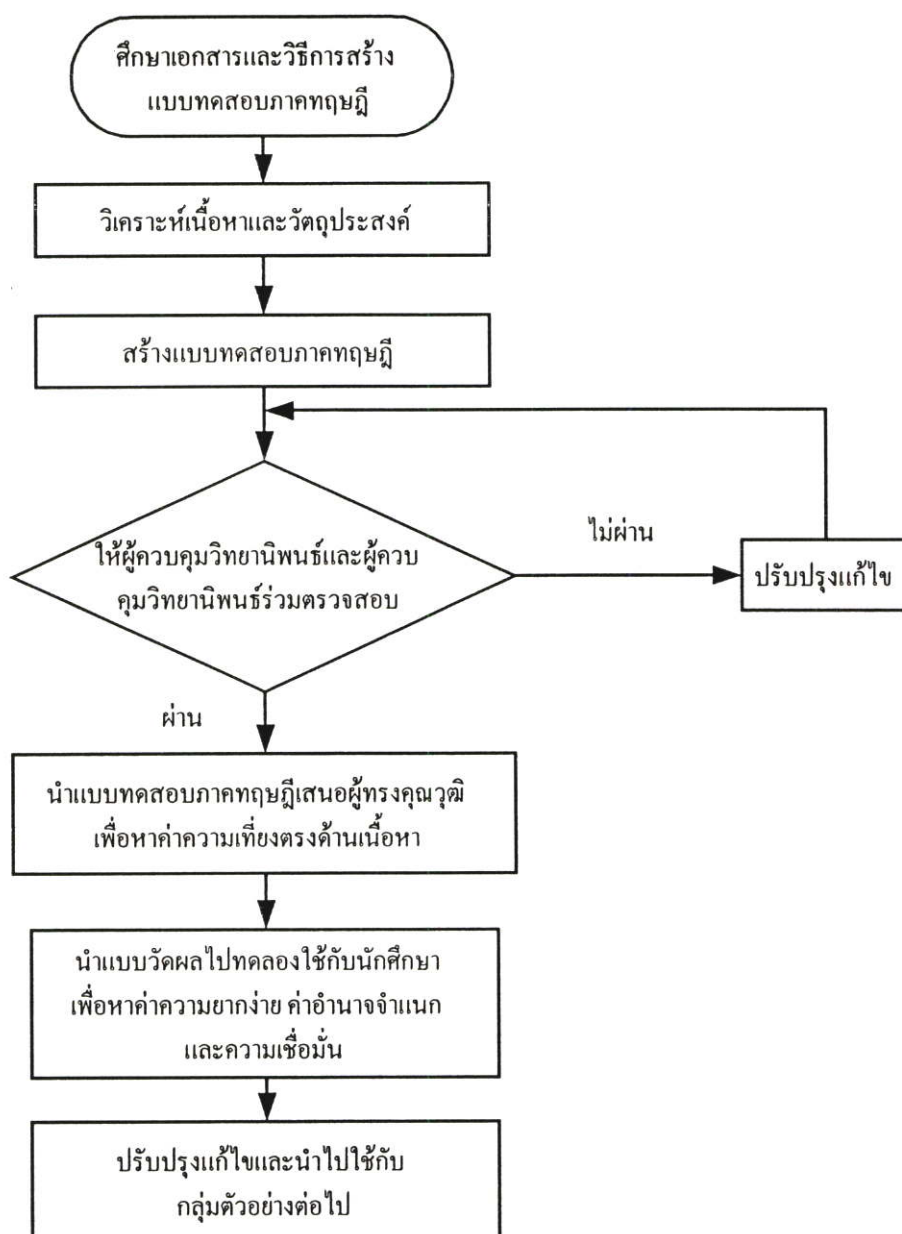 ศึกษาเอกสารและวิธีการสร้าง
แบบทดสอบภาคทฤษฎี
วิเคราะห์เนื้อหาและวัตถุประสงค์
สร้างแบบทดสอบภาคทฤษฎี
ให้ผู้ควบคุมวิทยานิพนธ์และผู้ควบ
คุมวิทยานิพนธ์ร่วมตรวจสอบ
ไม่ผ่าน
ปรับปรุงแก้ไข
ผ่าน
นำแบบทดสอบภาคทฤษฎีเสนอผู้ทรงคุณวุฒิ
เพื่อหาค่าความเที่ยงตรงด้านเนื้อหา
นำแบบวัดผลไปทดลองใช้กับนักศึกษา
เพื่อหาค่าความยากง่าย ค่าอำนาจจำแนก
และความเชื่อมั่น
ปรับปรุงแก้ไขและนำไปใช้กับ
กลุ่มตัวอย่างต่อไป